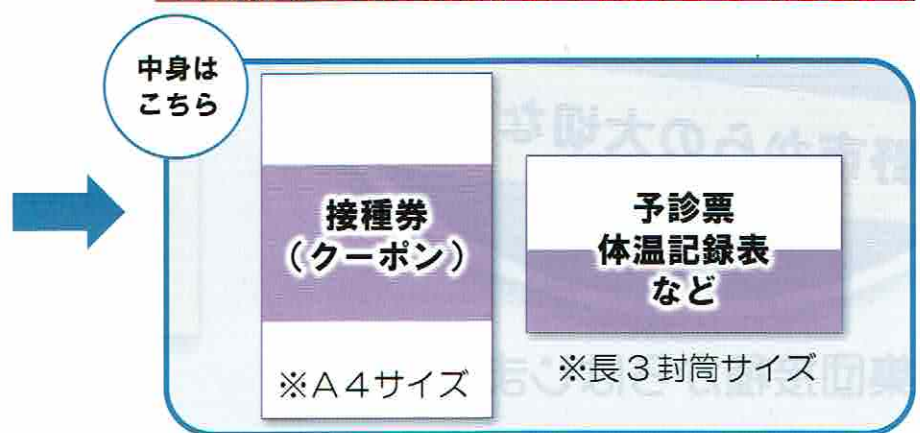 中身は
こちら
接種券
（クーポン）
※A4サイズ
予診票
体温記録表
など
※長3封筒サイズ